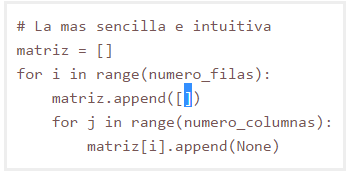 # La mas sencilla e intuitiva
matriz = []
for i in range(numero_filas):
    matriz.append([])
    for j in range(numero_columnas):
        matriz[i].append(None)